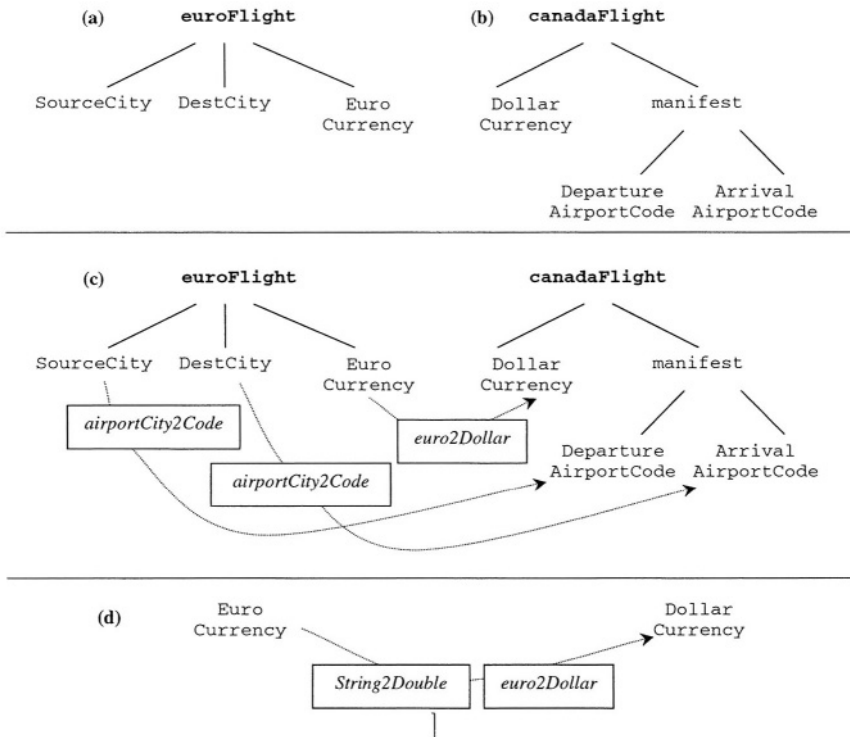 (a) euroFlight (b) canadaFlight
SourceCity DestCity Euro Dollar manifest
Currency Currency
Departure Arrival
AirportCode AirportCode
(c) euroFlight canadaFlight
SourceCity DestCity Euro Dollar manifest
Currency Currency
airportCity2Code
euro2Dollar
Departure Arrival
airportCity2Code AirportCode AirportCode
(d) Euro Dollar
Currency Currency
String2Double euro2Dollar